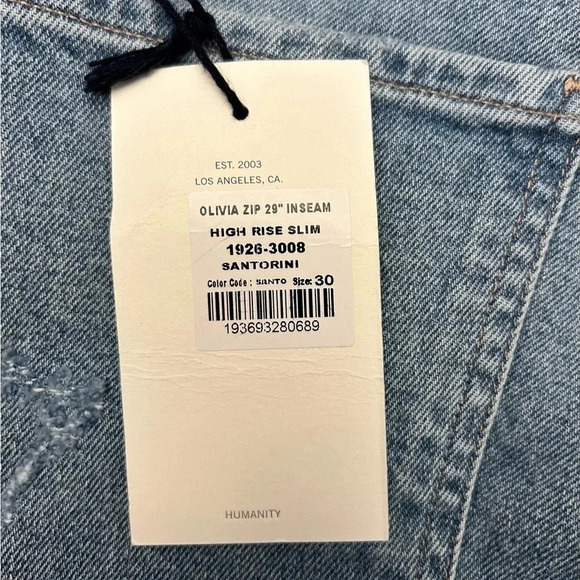 EST. 2003
LOS ANGELES, CA.
OLIVIA ZIP 29" INSEAM
HIGH RISE SLIM
1926-3008
SANTORINI
Color Code : SANTO Size: 30
193693280689
HUMANITY